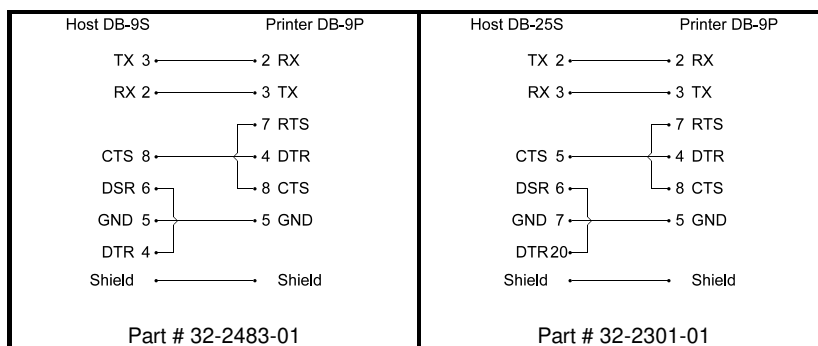 Host DB-9S Printer DB-9P
TX 3 2 RX
RX 2 3 TX
7 RTS
CTS 8 4 DTR
DSR 6 8 CTS
GND 5 5 GND
DTR 4
Shield Shield
Part # 32-2483-01
Host DB-25S Printer DB-9P
TX 2 2 RX
RX 3 3 TX
7 RTS
CTS 5 4 DTR
DSR 6 8 CTS
GND 7 5 GND
DTR 20
Shield Shield
Part # 32-2301-01